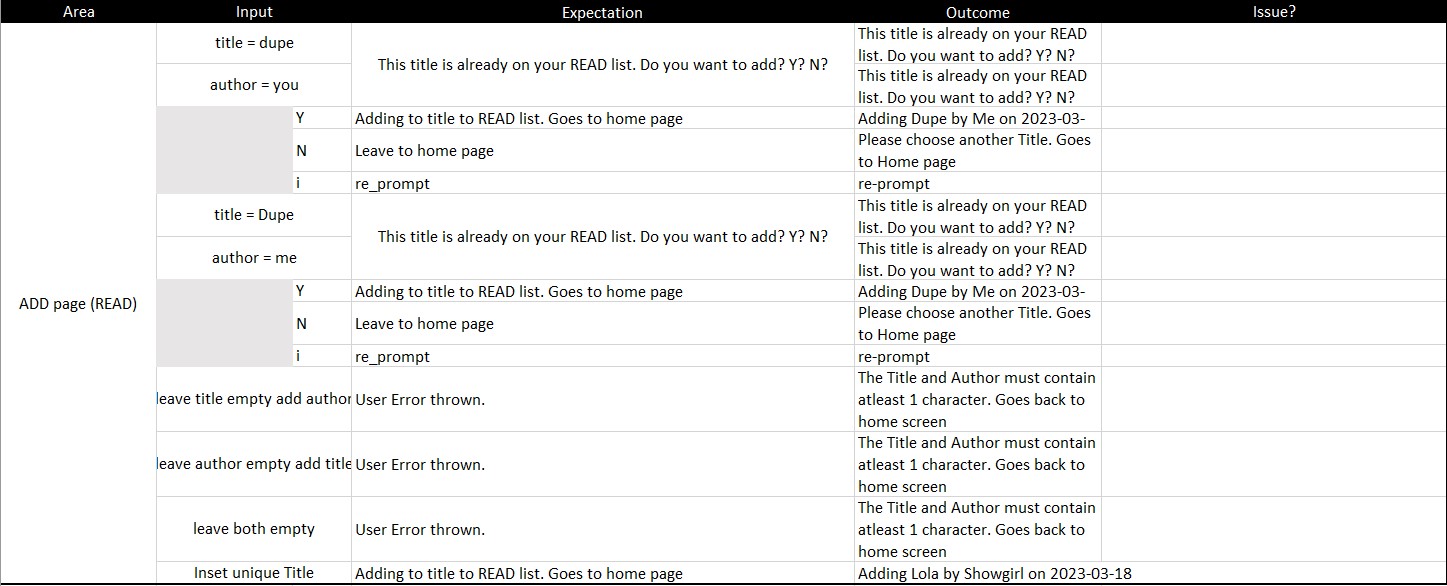 Area Input Expectation Outcome Issue?
title = dupe
This title is already on your READ list. Do you want to add? Y? N?
This title is already on your READ
list. Do you want to add? Y? N?
author = you
This title is already on your READ
list. Do you want to add? Y? N?
Y Adding to title to READ list. Goes to home page Adding Dupe by Me on 2023-03-
N Leave to home page
Please choose another Title. Goes
to Home page
i re_prompt re-prompt
title = Dupe
This title is already on your READ list. Do you want to add? Y? N?
This title is already on your READ
list. Do you want to add? Y? N?
author = me
This title is already on your READ
list. Do you want to add? Y? N?
ADD page (READ)
Y Adding to title to READ list. Goes to home page Adding Dupe by Me on 2023-03-
N Leave to home page
Please choose another Title. Goes
to Home page
i re_prompt re-prompt
leave title empty add author User Error thrown.
The Title and Author must contain
atleast 1 character. Goes back to
home screen
leave author empty add title User Error thrown.
The Title and Author must contain
atleast 1 character. Goes back to
home screen
leave both empty User Error thrown.
The Title and Author must contain
atleast 1 character. Goes back to
home screen
Inset unique Title Adding to title to READ list. Goes to home page Adding Lola by Showgirl on 2023-03-18